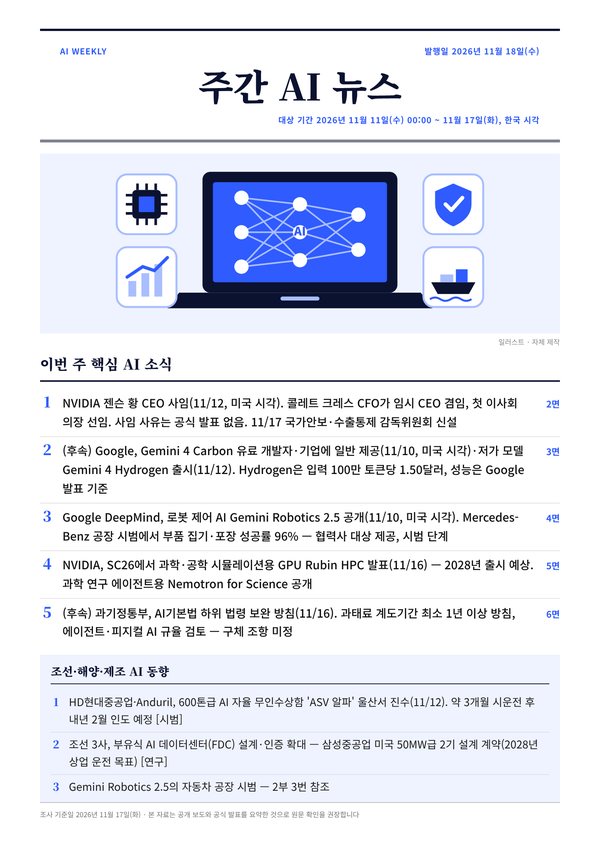 AI WEEKLY
발행일 2026년 11월 18일(수)
주간 AI 뉴스
대상 기간 2026년 11월 11일(수) 00:00 ~ 11월 17일(화), 한국 시각
AI
일러스트 · 자체 제작
이번 주 핵심 AI 소식
1 NVIDIA 젠슨 황 CEO 사임(11/12, 미국 시각). 콜레트 크레스 CFO가 임시 CEO 겸임, 첫 이사회 2면
의장 선임. 사임 사유는 공식 발표 없음. 11/17 국가안보·수출통제 감독위원회 신설
2 (후속) Google, Gemini 4 Carbon 유료 개발자·기업에 일반 제공(11/10, 미국 시각)·저가 모델 3면
Gemini 4 Hydrogen 출시(11/12). Hydrogen은 입력 100만 토큰당 1.50달러, 성능은 Google
발표 기준
3 Google DeepMind, 로봇 제어 AI Gemini Robotics 2.5 공개(11/10, 미국 시각). Mercedes- 4면
Benz 공장 시범에서 부품 집기·포장 성공률 96% — 협력사 대상 제공, 시범 단계
4 NVIDIA, SC26에서 과학·공학 시뮬레이션용 GPU Rubin HPC 발표(11/16) — 2028년 출시 예상. 5면
과학 연구 에이전트용 Nemotron for Science 공개
5 (후속) 과기정통부, AI기본법 하위 법령 보완 방침(11/16). 과태료 계도기간 최소 1년 이상 방침, 6면
에이전트·피지컬 AI 규율 검토 — 구체 조항 미정
조선·해양·제조 AI 동향
1 HD현대중공업·Anduril, 600톤급 AI 자율 무인수상함 'ASV 알파' 울산서 진수(11/12). 약 3개월 시운전 후
내년 2월 인도 예정 [시범]
2 조선 3사, 부유식 AI 데이터센터(FDC) 설계·인증 확대 — 삼성중공업 미국 50MW급 2기 설계 계약(2028년
상업 운전 목표) [연구]
3 Gemini Robotics 2.5의 자동차 공장 시범 — 2부 3번 참조
조사 기준일 2026년 11월 17일(화) · 본 자료는 공개 보도와 공식 발표를 요약한 것으로 원문 확인을 권장합니다